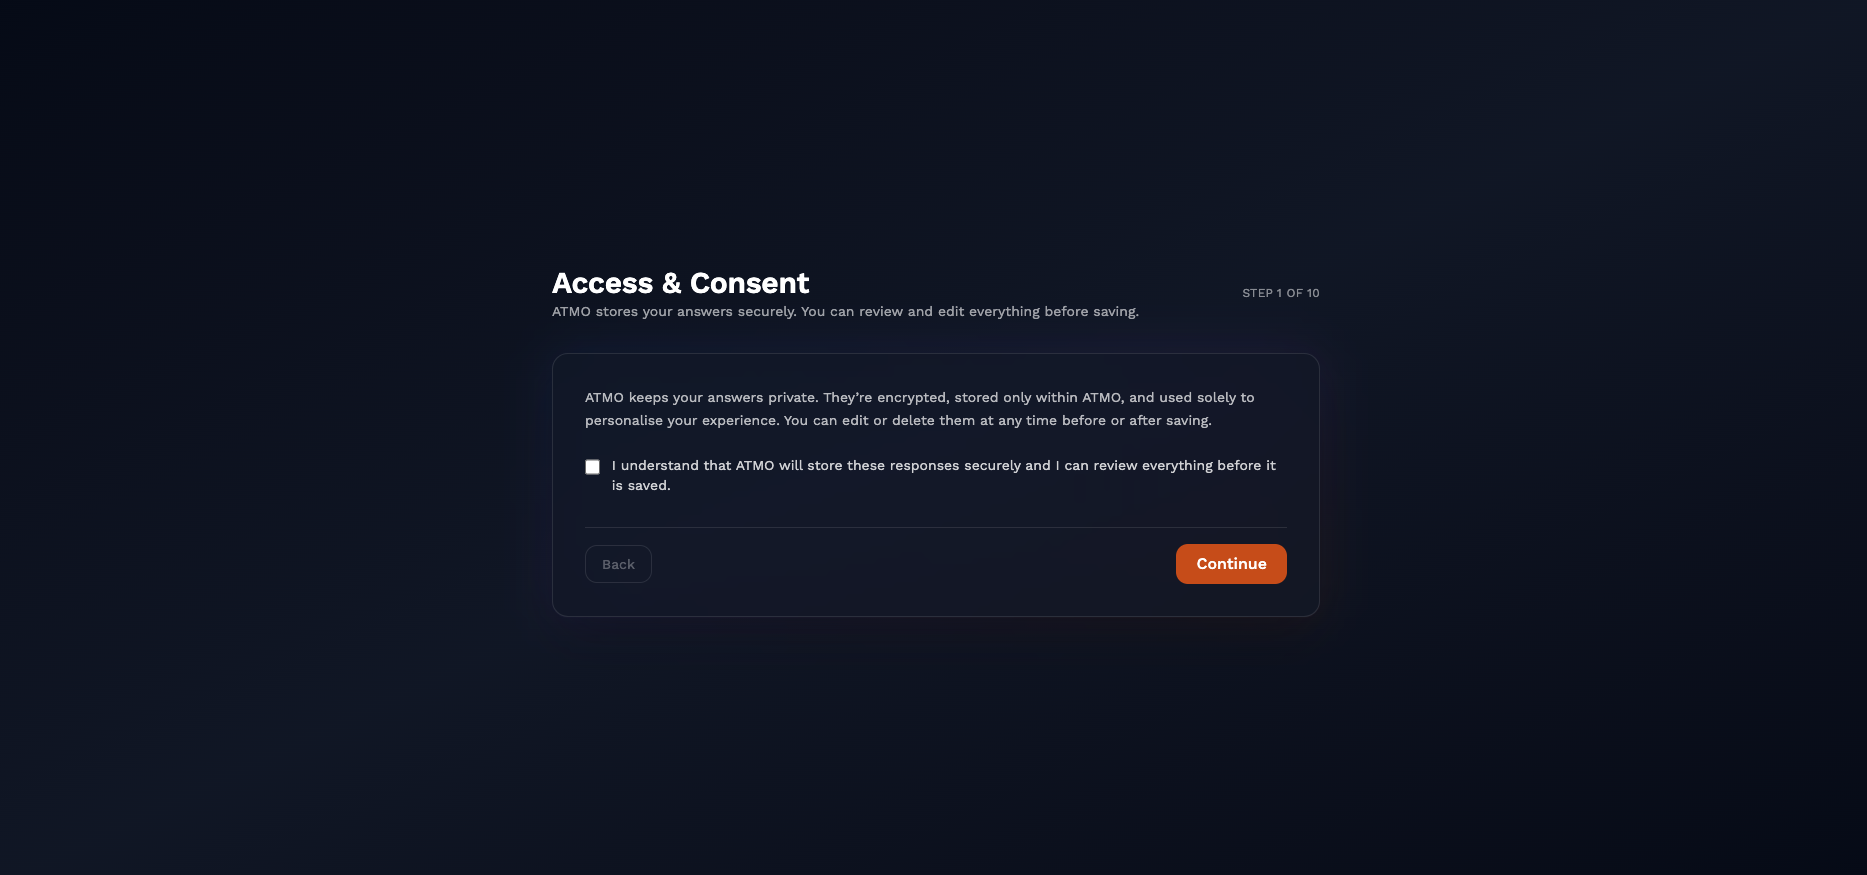 Access & Consent
ATMO stores your answers securely. You can review and edit everything before saving.
STEP 1 OF 10
ATMO keeps your answers private. They’re encrypted, stored only within ATMO, and used solely to
personalise your experience. You can edit or delete them at any time before or after saving.
I understand that ATMO will store these responses securely and I can review everything before it
is saved.
Back
Continue